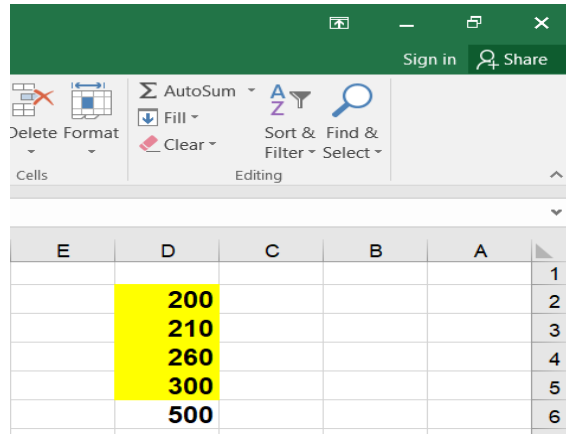 Sign in Share
Delete Format
AutoSum
Fill
Clear
Sort &
Filter
Find &
Select
Cells Editing
E D C B A
1
200 2
210 3
260 4
300 5
500 6